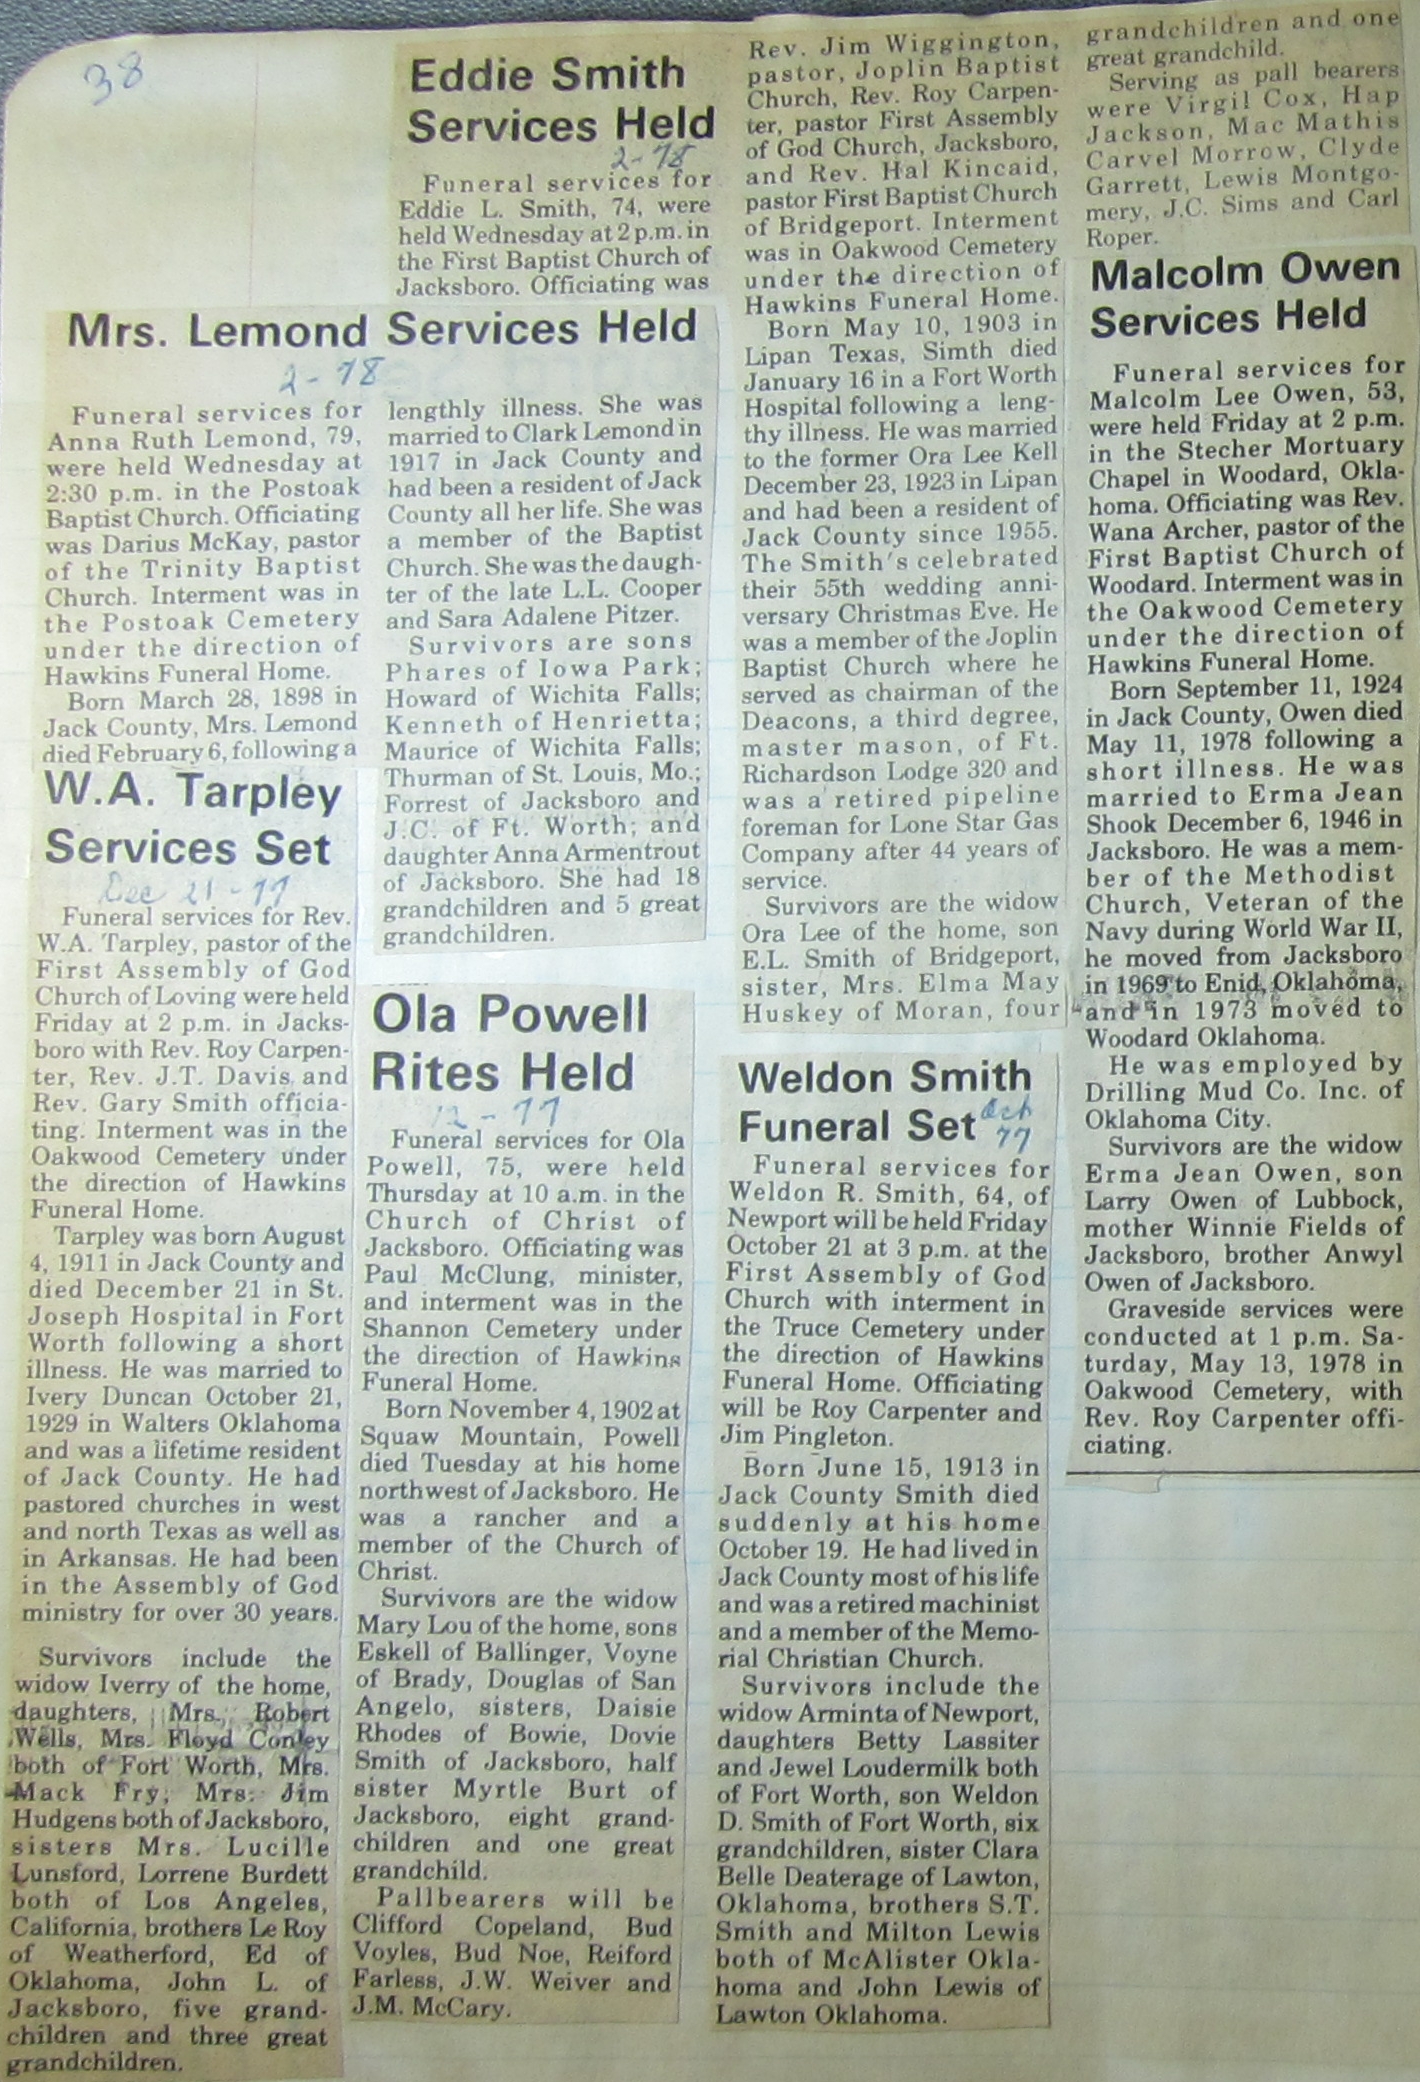 38
Eddie Smith
Services Held
2-78
Funeral services for
Eddie L. Smith, 74, were
held Wednesday at 2 p.m. in
the First Baptist Church of
Jacksboro. Officiating was
Rev. Jim Wiggington,
pastor, Joplin Baptist
Church, Rev. Roy Carpen-
ter, pastor First Assembly
of God Church, Jacksboro,
and Rev. Hal Kincaid,
pastor First Baptist Church
of Bridgeport. Interment
was in Oakwood Cemetery
under the direction of
Hawkins Funeral Home.
Born May 10, 1903 in
Lipan Texas, Simth died
January 16 in a Fort Worth
Hospital following a leng-
thy illness. He was married
to the former Ora Lee Kell
December 23, 1923 in Lipan
and had been a resident of
Jack County since 1955.
The Smith's celebrated
their 55th wedding anni-
versary Christmas Eve. He
was a member of the Joplin
Baptist Church where he
served as chairman of the
Deacons, a third degree,
master mason, of Ft.
Richardson Lodge 320 and
was a retired pipeline
foreman for Lone Star Gas
Company after 44 years of
service.
Survivors are the widow
Ora Lee of the home, son
E.L. Smith of Bridgeport,
sister, Mrs. Elma May
Huskey of Moran, four
grandchildren and one
great grandchild.
Serving as pall bearers
were Virgil Cox, Hap
Jackson, Mac Mathis
Carvel Morrow, Clyde
Garrett, Lewis Montgo-
mery, J.C. Sims and Carl
Roper.
Mrs. Lemond Services Held
2-78
Funeral services for
Anna Ruth Lemond, 79,
were held Wednesday at
2:30 p.m. in the Postoak
Baptist Church. Officiating
was Darius McKay, pastor
of the Trinity Baptist
Church. Interment was in
the Postoak Cemetery
under the direction of
Hawkins Funeral Home.
Born March 28, 1898 in
Jack County, Mrs. Lemond
died February 6, following a
lengthly illness. She was
married to Clark Lemond in
1917 in Jack County and
had been a resident of Jack
County all her life. She was
a member of the Baptist
Church. She was the daugh-
ter of the late L.L. Cooper
and Sara Adalene Pitzer.
Survivors are sons
Phares of Iowa Park;
Howard of Wichita Falls;
Kenneth of Henrietta;
Maurice of Wichita Falls;
Thurman of St. Louis, Mo.;
Forrest of Jacksboro and
J.C. of Ft. Worth; and
daughter Anna Armentrout
of Jacksboro. She had 18
grandchildren and 5 great
grandchildren.
W.A. Tarpley
Services Set
Dec 21-77
Funeral services for Rev.
W.A. Tarpley, pastor of the
First Assembly of God
Church of Loving were held
Friday at 2 p.m. in Jacks-
boro with Rev. Roy Carpen-
ter, Rev. J.T. Davis and
Rev. Gary Smith officia-
ting. Interment was in the
Oakwood Cemetery under
the direction of Hawkins
Funeral Home.
Tarpley was born August
4, 1911 in Jack County and
died December 21 in St.
Joseph Hospital in Fort
Worth following a short
illness. He was married to
Ivery Duncan October 21,
1929 in Walters Oklahoma
and was a lifetime resident
of Jack County. He had
pastored churches in west
and north Texas as well as
in Arkansas. He had been
in the Assembly of God
ministry for over 30 years.
Survivors include the
widow Iverry of the home,
daughters, Mrs. Robert
Wells, Mrs. Floyd Conley
both of Fort Worth, Mrs.
Mack Fry, Mrs. Jim
Hudgens both of Jacksboro,
sisters Mrs. Lucille
Lunsford, Lorrene Burdett
both of Los Angeles,
California, brothers Le Roy
of Weatherford, Ed of
Oklahoma, John L. of
Jacksboro, five grand-
children and three great
grandchildren.
Ola Powell
Rites Held
12-77
Funeral services for Ola
Powell, 75, were held
Thursday at 10 a.m. in the
Church of Christ of
Jacksboro. Officiating was
Paul McClung, minister,
and interment was in the
Shannon Cemetery under
the direction of Hawkins
Funeral Home.
Born November 4, 1902 at
Squaw Mountain, Powell
died Tuesday at his home
northwest of Jacksboro. He
was a rancher and a
member of the Church of
Christ.
Survivors are the widow
Mary Lou of the home, sons
Eskell of Ballinger, Voyne
of Brady, Douglas of San
Angelo, sisters, Daisie
Rhodes of Bowie, Dovie
Smith of Jacksboro, half
sister Myrtle Burt of
Jacksboro, eight grand-
children and one great
grandchild.
Pallbearers will be
Clifford Copeland, Bud
Voyles, Bud Noe, Reiford
Farless, J.W. Weiver and
J.M. McCary.
Weldon Smith
Funeral Set
Oct
77
Funeral services for
Weldon R. Smith, 64, of
Newport will be held Friday
October 21 at 3 p.m. at the
First Assembly of God
Church with interment in
the Truce Cemetery under
the direction of Hawkins
Funeral Home. Officiating
will be Roy Carpenter and
Jim Pingleton.
Born June 15, 1913 in
Jack County Smith died
suddenly at his home
October 19. He had lived in
Jack County most of his life
and was a retired machinist
and a member of the Memo-
rial Christian Church.
Survivors include the
widow Arminta of Newport,
daughters Betty Lassiter
and Jewel Loudermilk both
of Fort Worth, son Weldon
D. Smith of Fort Worth, six
grandchildren, sister Clara
Belle Deaterage of Lawton,
Oklahoma, brothers S.T.
Smith and Milton Lewis
both of McAlister Okla-
homa and John Lewis of
Lawton Oklahoma.
Malcolm Owen
Services Held
Funeral services for
Malcolm Lee Owen, 53,
were held Friday at 2 p.m.
in the Stecher Mortuary
Chapel in Woodard, Okla-
homa. Officiating was Rev.
Wana Archer, pastor of the
First Baptist Church of
Woodard. Interment was in
the Oakwood Cemetery
under the direction of
Hawkins Funeral Home.
Born September 11, 1924
in Jack County, Owen died
May 11, 1978 following a
short illness. He was
married to Erma Jean
Shook December 6, 1946 in
Jacksboro. He was a mem-
ber of the Methodist
Church, Veteran of the
Navy during World War II,
he moved from Jacksboro
in 1969 to Enid, Oklahoma,
and in 1973 moved to
Woodard Oklahoma.
He was employed by
Drilling Mud Co. Inc. of
Oklahoma City.
Survivors are the widow
Erma Jean Owen, son
Larry Owen of Lubbock,
mother Winnie Fields of
Jacksboro, brother Anwyl
Owen of Jacksboro.
Graveside services were
conducted at 1 p.m. Sa-
turday, May 13, 1978 in
Oakwood Cemetery, with
Rev. Roy Carpenter offi-
ciating.